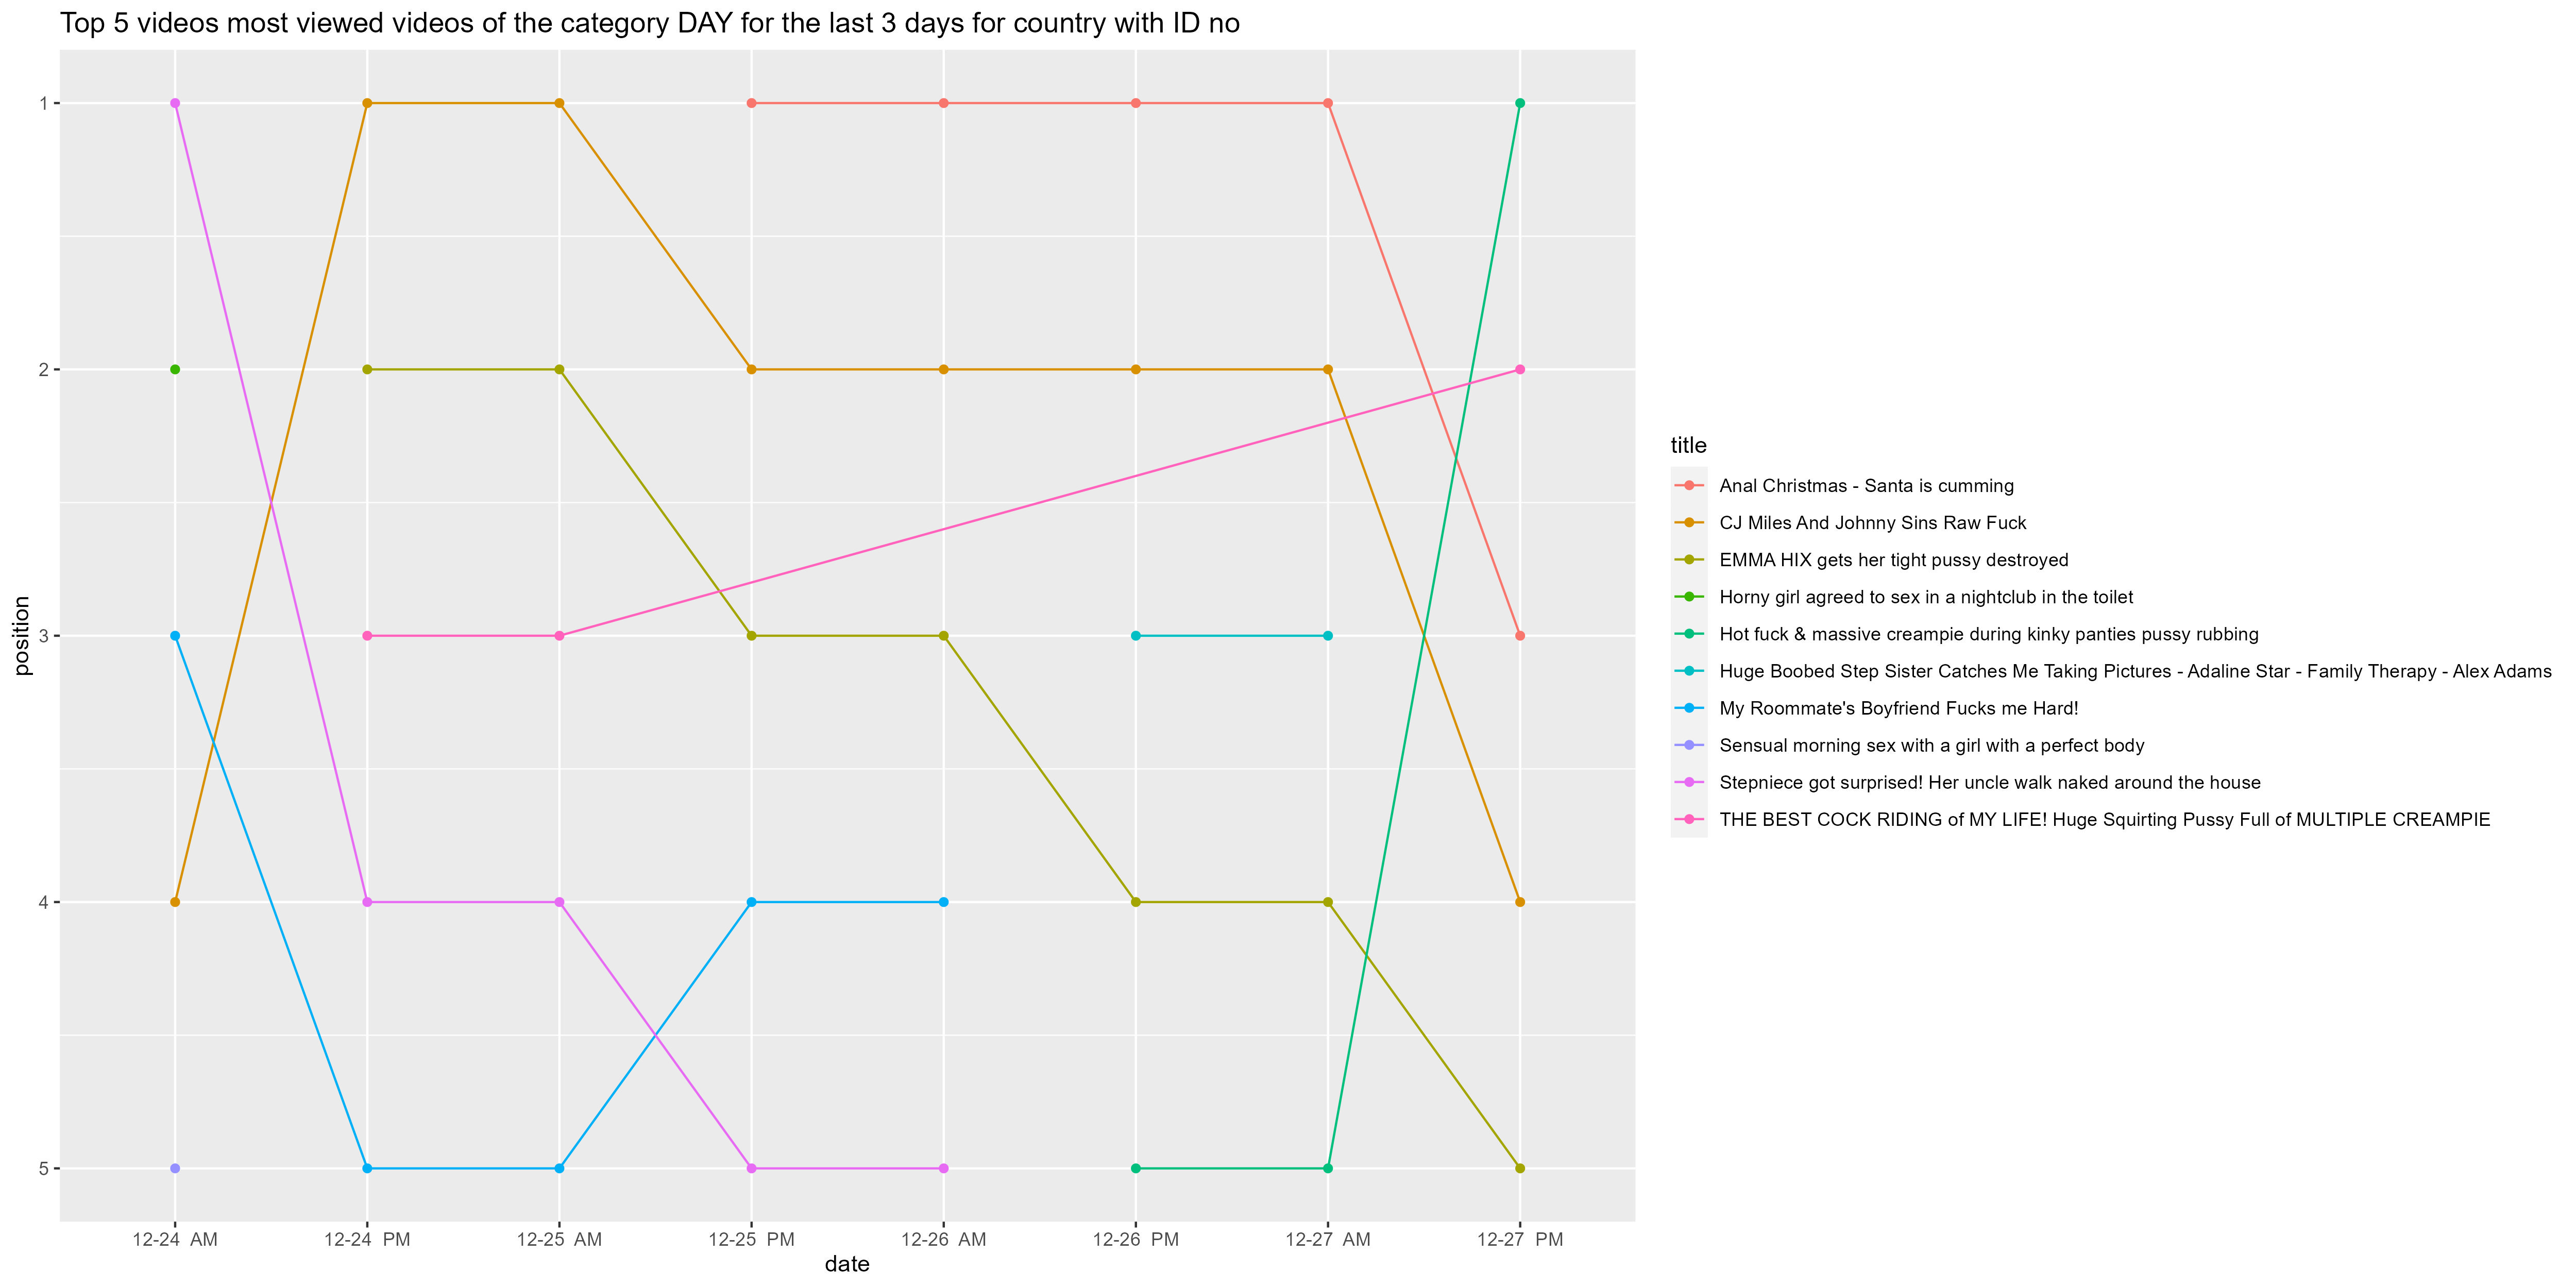 Top 5 videos most viewed videos of the category DAY for the last 3 days for country with ID no
1
2
3
4
5
position
12-24 AM
12-24 PM
12-25 AM
12-25 PM
12-26 AM
12-26 PM
12-27 AM
12-27 PM
date
title
Anal Christmas - Santa is cumming
CJ Miles And Johnny Sins Raw Fuck
EMMA HIX gets her tight pussy destroyed
Horny girl agreed to sex in a nightclub in the toilet
Hot fuck & massive creampie during kinky panties pussy rubbing
Huge Boobed Step Sister Catches Me Taking Pictures - Adaline Star - Family Therapy - Alex Adams
My Roommate's Boyfriend Fucks me Hard!
Sensual morning sex with a girl with a perfect body
Stepniece got surprised! Her uncle walk naked around the house
THE BEST COCK RIDING of MY LIFE! Huge Squirting Pussy Full of MULTIPLE CREAMPIE